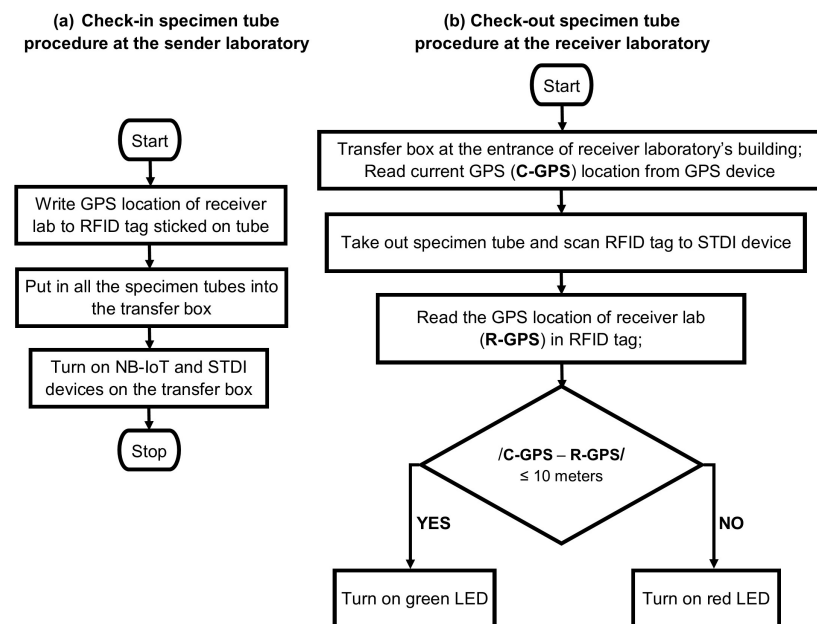 (a) Check-in specimen tube
procedure at the sender laboratory
Start
Write GPS location of receiver
lab to RFID tag sticked on tube
Put in all the specimen tubes into
the transfer box
Turn on NB-IoT and STDI
devices on the transfer box
Stop
(b) Check-out specimen tube
procedure at the receiver laboratory
Start
Transfer box at the entrance of receiver laboratory's building;
Read current GPS (C-GPS) location from GPS device
Take out specimen tube and scan RFID tag to STDI device
Read the GPS location of receiver lab
(R-GPS) in RFID tag;
/C-GPS – R-GPS/
≤ 10 meters
YES
NO
Turn on green LED
Turn on red LED